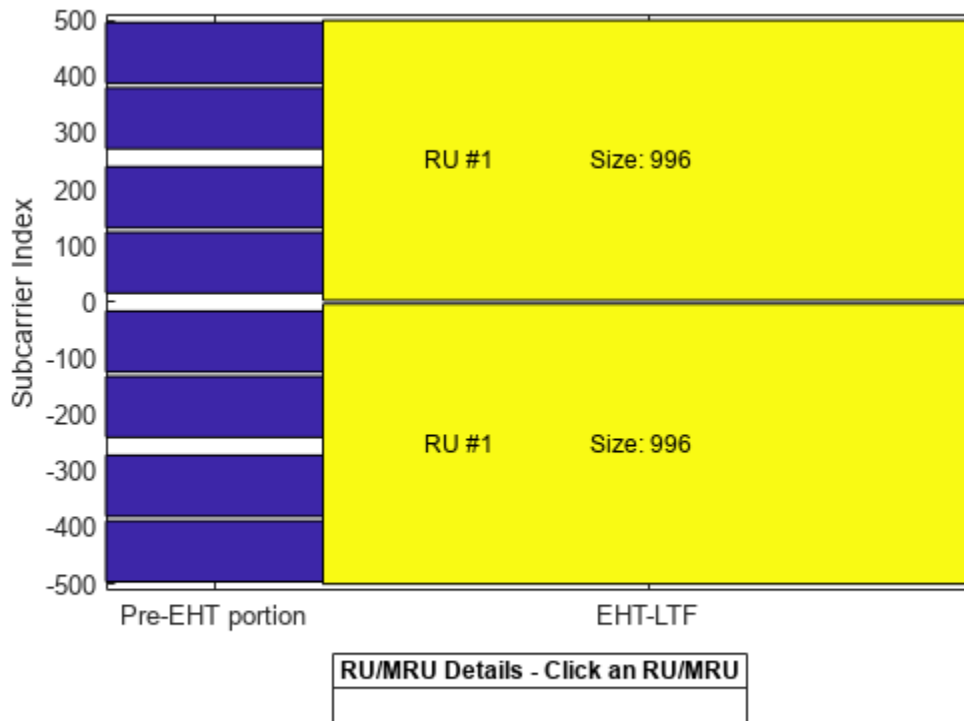 500
400
300
200
100
0
-100
-200
-300
-400
-500
Subcarrier Index
RU #1 Size: 996
RU #1 Size: 996
Pre-EHT portion EHT-LTF
RU/MRU Details - Click an RU/MRU